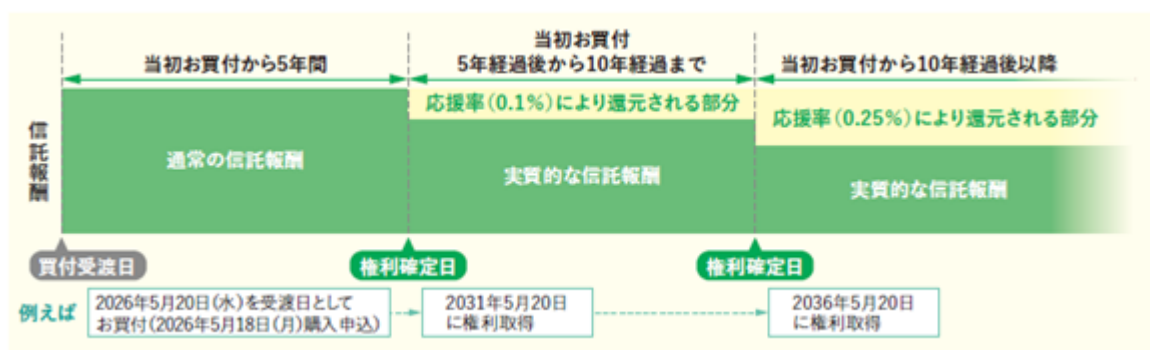 当初お買付から5年間
当初お買付
5年経過後から10年経過まで
当初お買付から10年経過後以降
信託報酬
通常の信託報酬
応援率（0.1%）により還元される部分
実質的な信託報酬
応援率（0.25%）により還元される部分
実質的な信託報酬
買付受渡日
権利確定日
権利確定日
例えば
2026年5月20日(水)を受渡日として
お買付(2026年5月18日(月)購入申込)
2031年5月20日
に権利取得
2036年5月20日
に権利取得